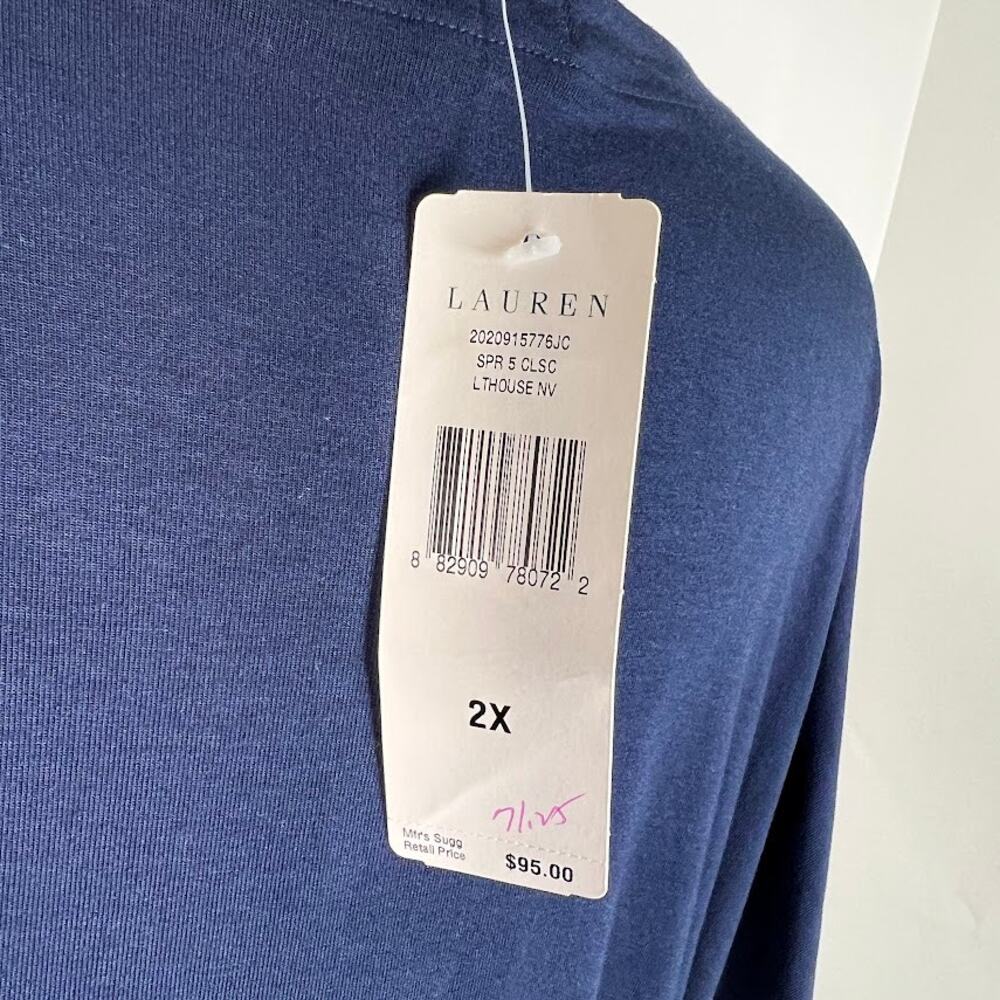 LAUREN
2020915776JC
SPR 5 CLSC
LTHOUSE NV
8 82909 78072 2
2X
71.25
Mfr's Sugg
Retail Price
$95.00